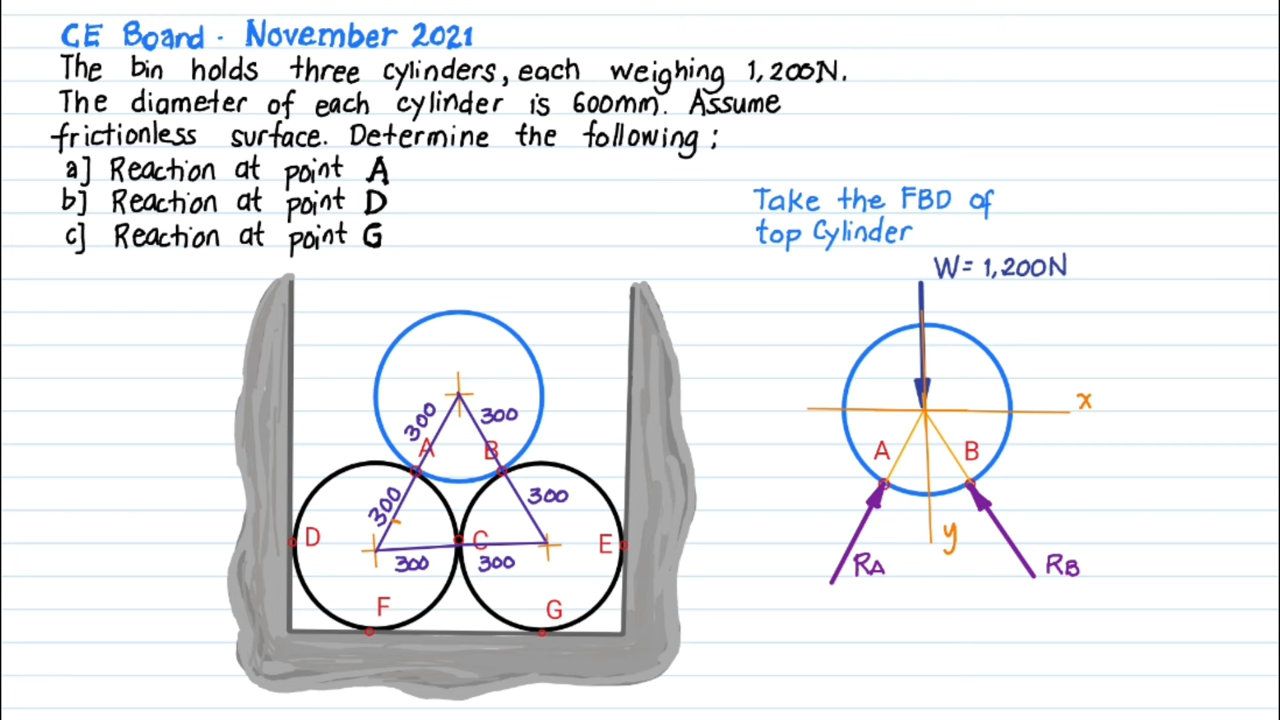 CE Board - November 2021
The bin holds three cylinders, each weighing 1,200N.
The diameter of each cylinder is 600mm. Assume
frictionless surface. Determine the following:
a] Reaction at point A
b] Reaction at point D
c] Reaction at point G
Take the FBD of
top Cylinder
W= 1,200N
x
300
300
A
B
A
B
300
300
D
C
E
y
300
300
RA
RB
F
G